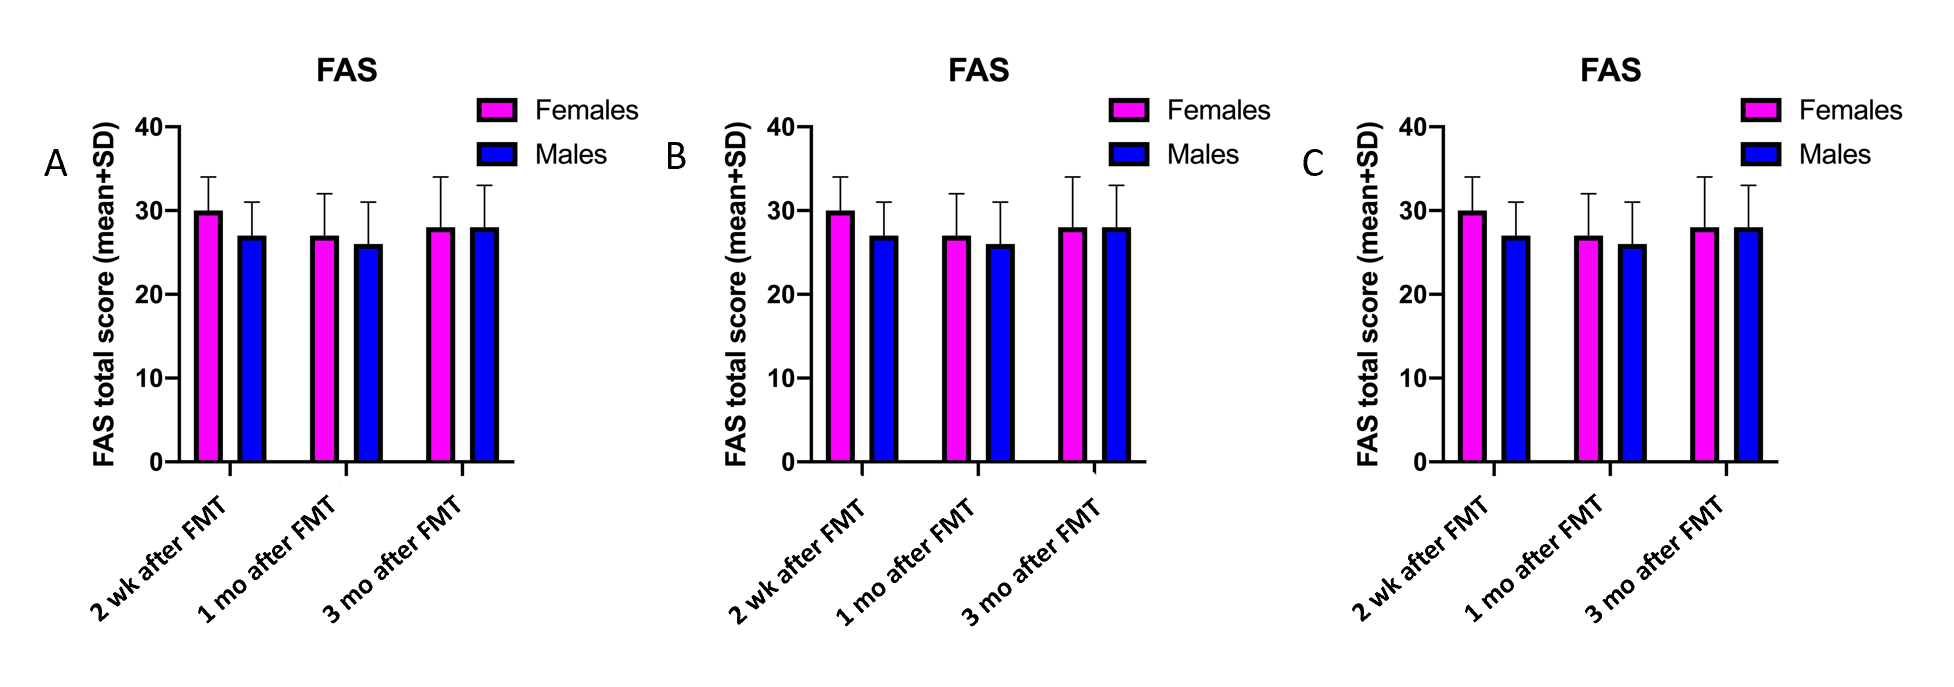 A
FAS
Females
Males
FAS total score (mean+SD)
40
30
20
10
0
2 wk after FMT
1 mo after FMT
3 mo after FMT
B
FAS
Females
Males
FAS total score (mean+SD)
40
30
20
10
0
2 wk after FMT
1 mo after FMT
3 mo after FMT
C
FAS
Females
Males
FAS total score (mean+SD)
40
30
20
10
0
2 wk after FMT
1 mo after FMT
3 mo after FMT